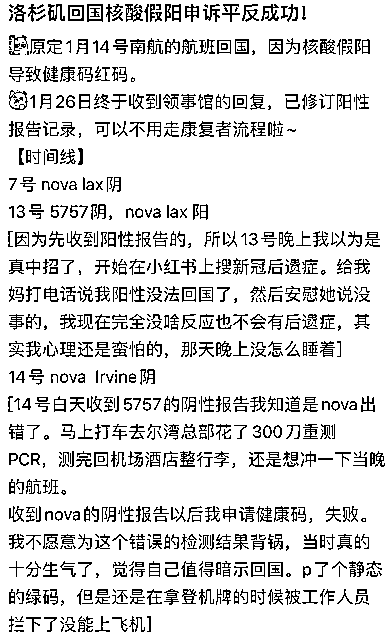 洛杉矶回国核酸假阳申诉平反成功！
原定1月14号南航的航班回国，因为核酸假阳
导致健康码红码。
1月26日终于收到领事馆的回复，已修订阳性
报告记录，可以不用走康复者流程啦~
【时间线】
7号 nova lax阴
13号 5757阴，nova lax 阳
[因为先收到阳性报告的，所以13号晚上我以为是
真中招了，开始在小红书上搜新冠后遗症。给我
妈打电话说我阳性没法回国了，然后安慰她说没
事的，我现在完全没啥反应也不会有后遗症，其
实我心理还是蛮怕的，那天晚上没怎么睡着]
14号 nova Irvine阴
[14号白天收到5757的阴性报告我知道是nova出
错了。马上打车去尔湾总部花了300刀重测
PCR，测完回机场酒店整行李，还是想冲一下当晚
的航班。
收到nova的阴性报告以后我申请健康码，失败。
我不愿意为这个错误的检测结果背锅，当时真的
十分生气了，觉得自己值得暗示回国。p了个静态
的绿码，但是还是在拿登机牌的时候被工作人员
拦下了没能上飞机]